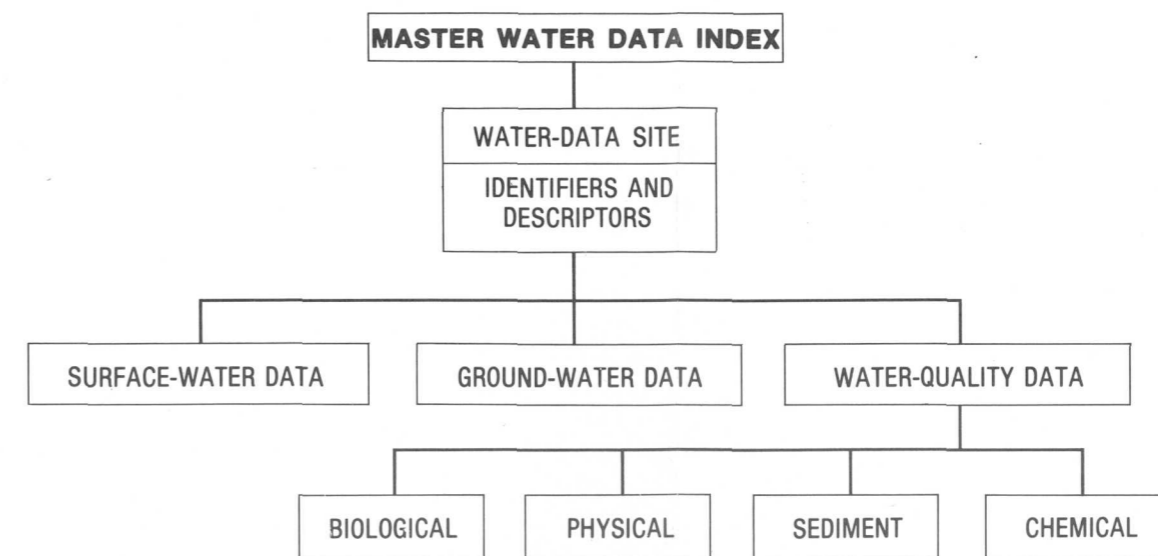 MASTER WATER DATA INDEX
WATER-DATA SITE
IDENTIFIERS AND
DESCRIPTORS
SURFACE-WATER DATA
GROUND-WATER DATA
WATER-QUALITY DATA
BIOLOGICAL
PHYSICAL
SEDIMENT
CHEMICAL